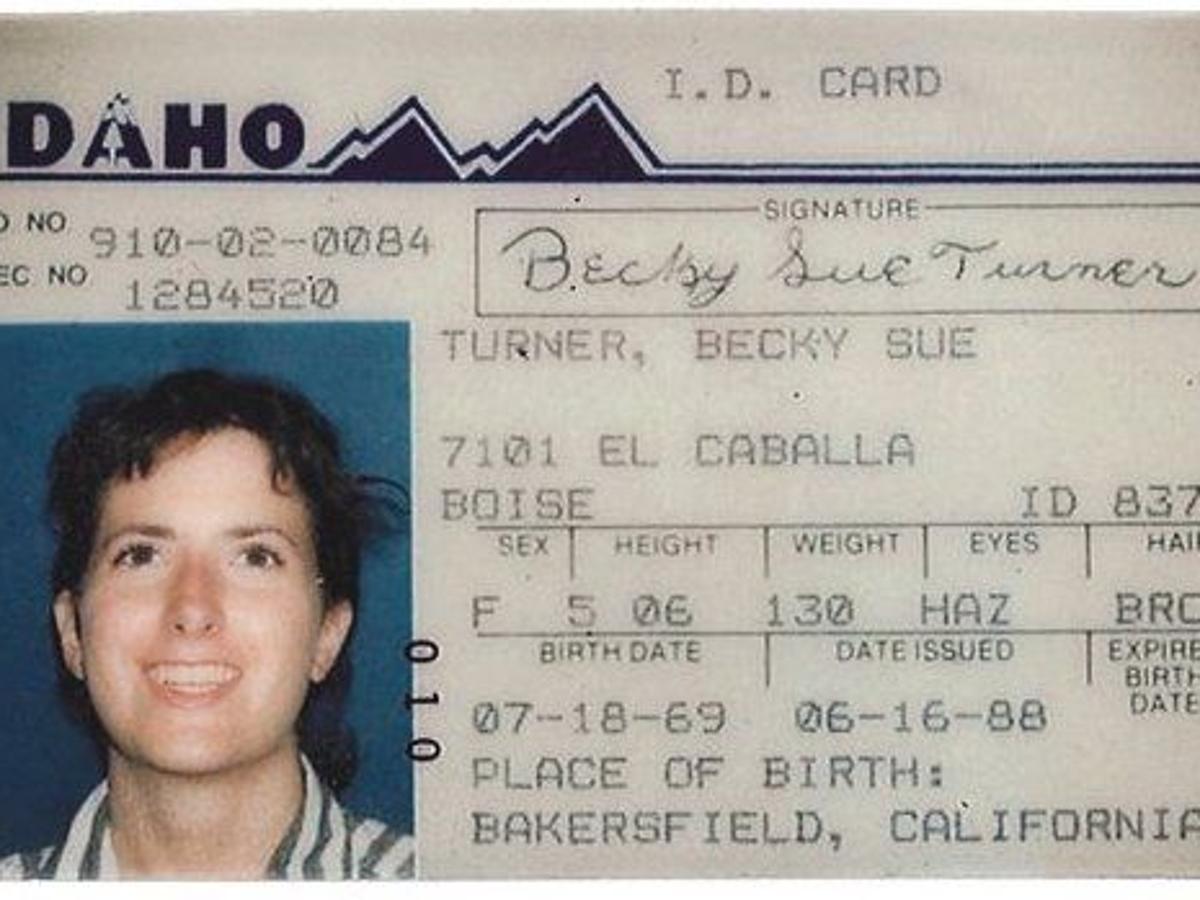 I.D. CARD
DAHO
D NO 910-02-0084
EC NO 1284520
SIGNATURE
Becky Sue Turner
TURNER, BECKY SUE
7101 EL CABALLA
BOISE ID 837
SEX HEIGHT WEIGHT EYES HAI
F 5 06 130 HAZ BRO
BIRTH DATE DATE ISSUED EXPIRE
BIRTH
DATE
07-18-69 06-16-88
010
PLACE OF BIRTH:
BAKERSFIELD, CALIFORNIA